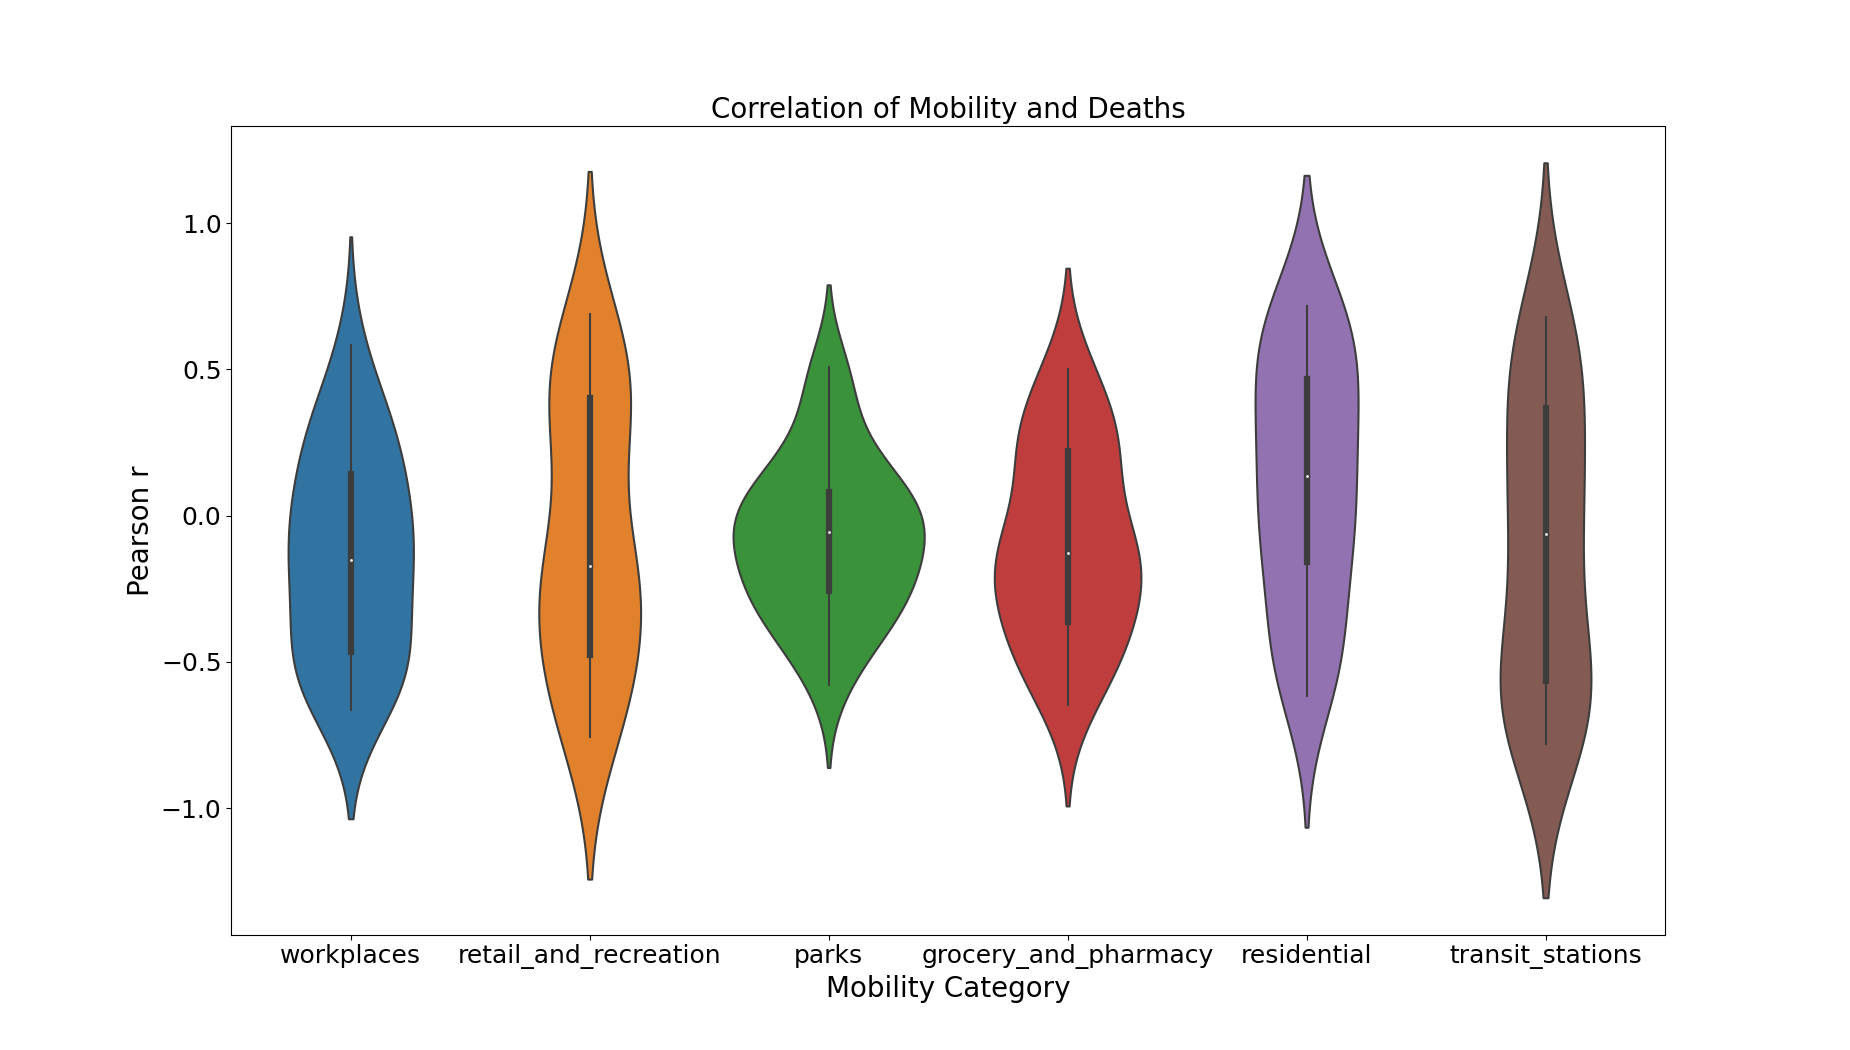 Correlation of Mobility and Deaths
1.0
0.5
0.0
−0.5
−1.0
Pearson r
workplaces retail_and_recreation parks grocery_and_pharmacy residential transit_stations
Mobility Category